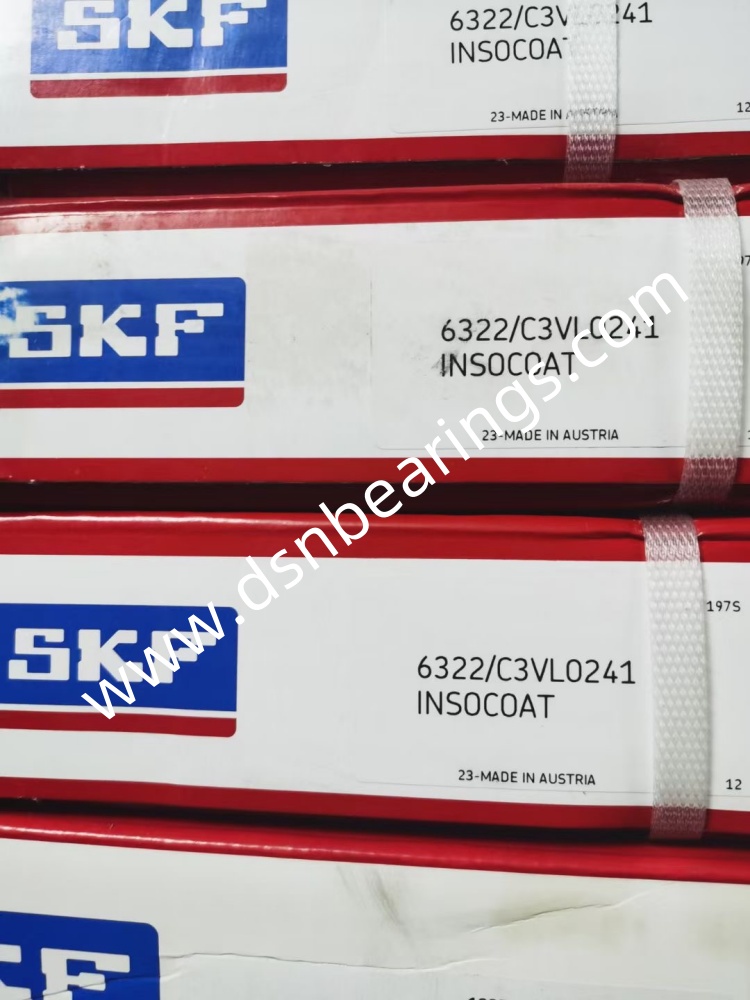 SKF
6322/C3VL0241
INSOCOAT
23-MADE IN AUSTRIA
12
SKF
6322/C3VL0241
INSOCOAT
23-MADE IN AUSTRIA
www.dsnbearings.com
SKF
197S
6322/C3VL0241
INSOCOAT
23-MADE IN AUSTRIA
12
SKF